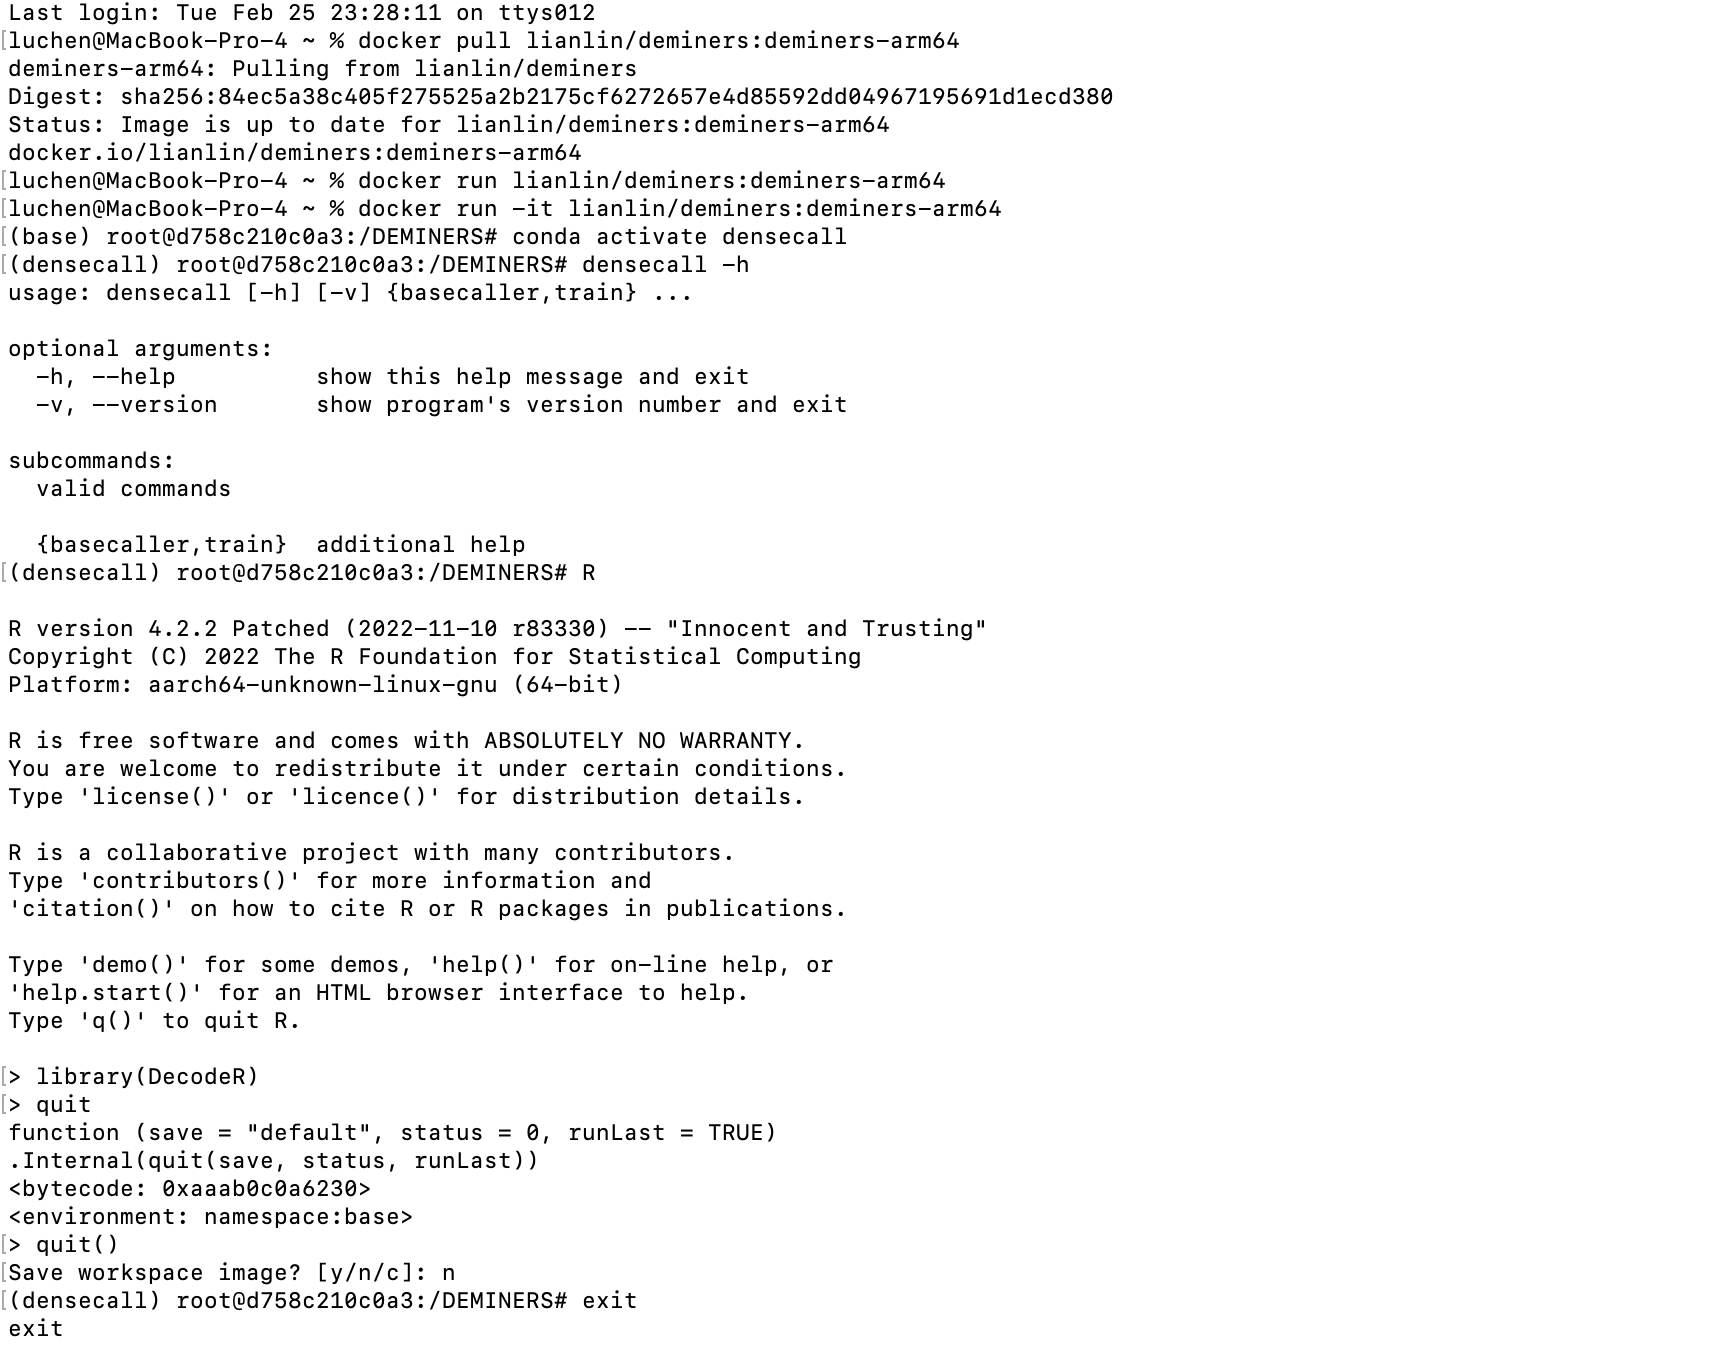 Last login: Tue Feb 25 23:28:11 on ttys012
[luchen@MacBook-Pro-4 ~ % docker pull lianlin/deminers:deminers-arm64
deminers-arm64: Pulling from lianlin/deminers
Digest: sha256:84ec5a38c405f275525a2b2175cf6272657e4d85592dd04967195691d1ecd380
Status: Image is up to date for lianlin/deminers:deminers-arm64
docker.io/lianlin/deminers:deminers-arm64
[luchen@MacBook-Pro-4 ~ % docker run lianlin/deminers:deminers-arm64
[luchen@MacBook-Pro-4 ~ % docker run -it lianlin/deminers:deminers-arm64
[(base) root@d758c210c0a3:/DEMINERS# conda activate densecall
[(densecall) root@d758c210c0a3:/DEMINERS# densecall -h
usage: densecall [-h] [-v] {basecaller,train} ...

optional arguments:
  -h, --help          show this help message and exit
  -v, --version       show program's version number and exit

subcommands:
  valid commands

  {basecaller,train}  additional help
[(densecall) root@d758c210c0a3:/DEMINERS# R

R version 4.2.2 Patched (2022-11-10 r83330) -- "Innocent and Trusting"
Copyright (C) 2022 The R Foundation for Statistical Computing
Platform: aarch64-unknown-linux-gnu (64-bit)

R is free software and comes with ABSOLUTELY NO WARRANTY.
You are welcome to redistribute it under certain conditions.
Type 'license()' or 'licence()' for distribution details.

R is a collaborative project with many contributors.
Type 'contributors()' for more information and
'citation()' on how to cite R or R packages in publications.

Type 'demo()' for some demos, 'help()' for on-line help, or
'help.start()' for an HTML browser interface to help.
Type 'q()' to quit R.

[> library(DecodeR)
[> quit
function (save = "default", status = 0, runLast = TRUE)
.Internal(quit(save, status, runLast))
<bytecode: 0xaaab0c0a6230>
<environment: namespace:base>
[> quit()
[Save workspace image? [y/n/c]: n
[(densecall) root@d758c210c0a3:/DEMINERS# exit
exit